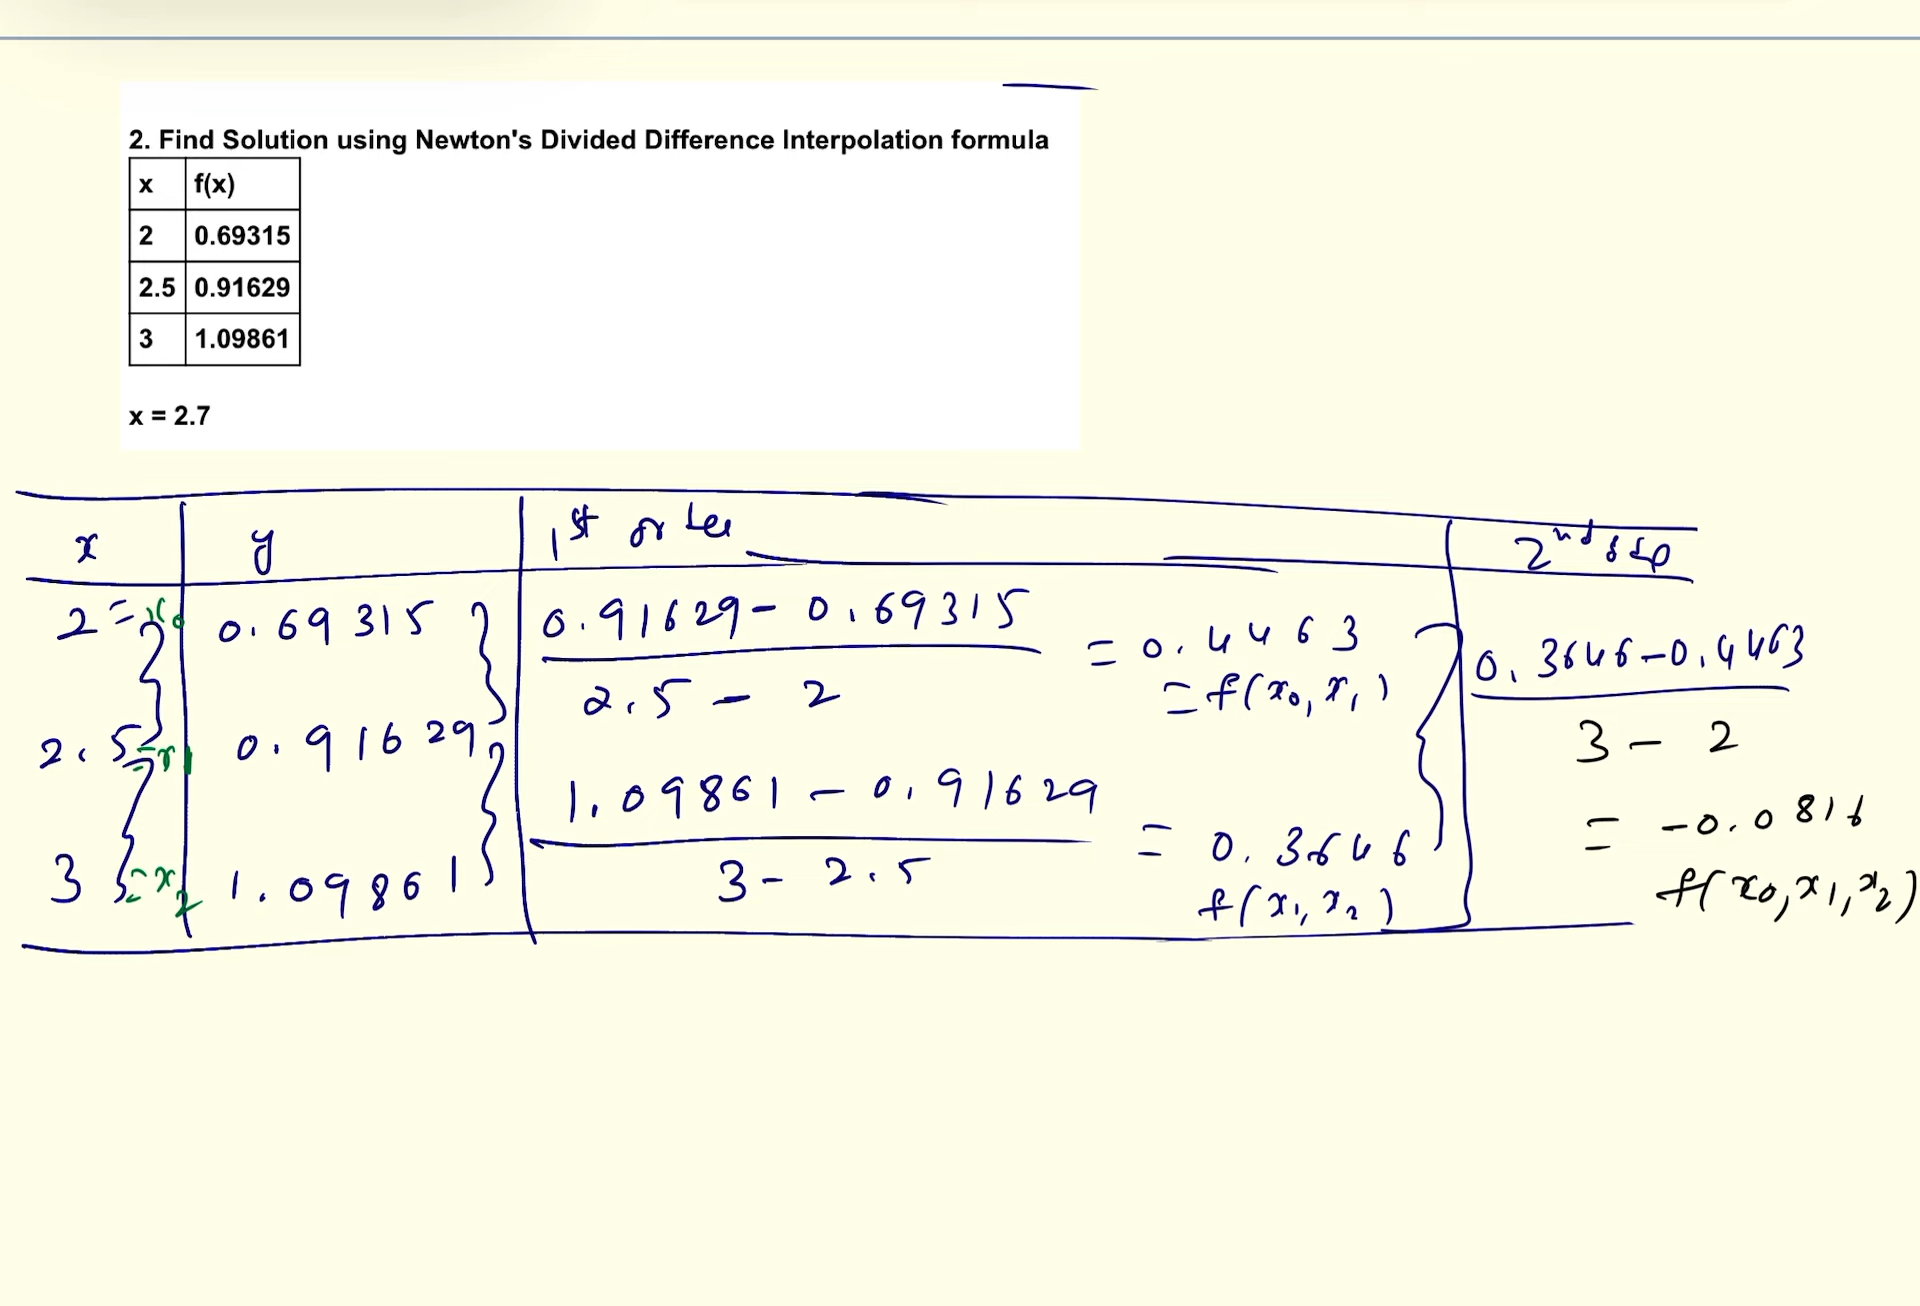 2. Find Solution using Newton's Divided Difference Interpolation formula
x f(x)
2 0.69315
2.5 0.91629
3 1.09861
x = 2.7
x y 1st order 2nd
2 = x0 0.69315 0.91629 - 0.69315 / 2.5 - 2 = 0.4463 = f(x0, x1) 0.3646-0.4463 / 3 - 2
2.5 = x1 0.91629
= -0.0816
f(x0, x1, x2)
3 = x2 1.09861 1.09861 - 0.91629 / 3 - 2.5 = 0.3646
f(x1, x2)